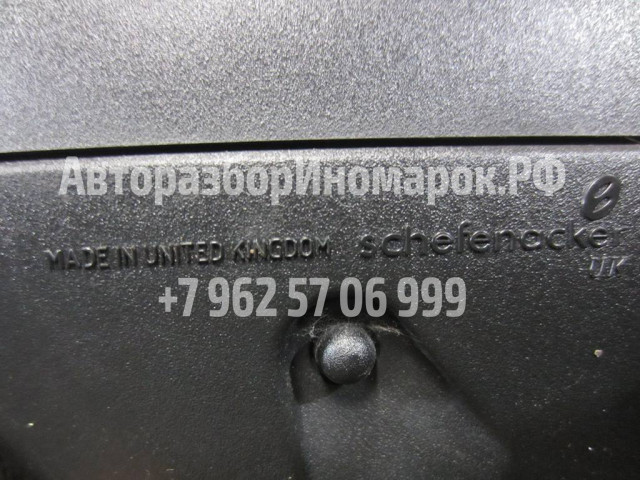 АвторазборИномарок.РФ
MADE IN UNITED KINGDOM schefenacker
UK
+7 962 57 06 999